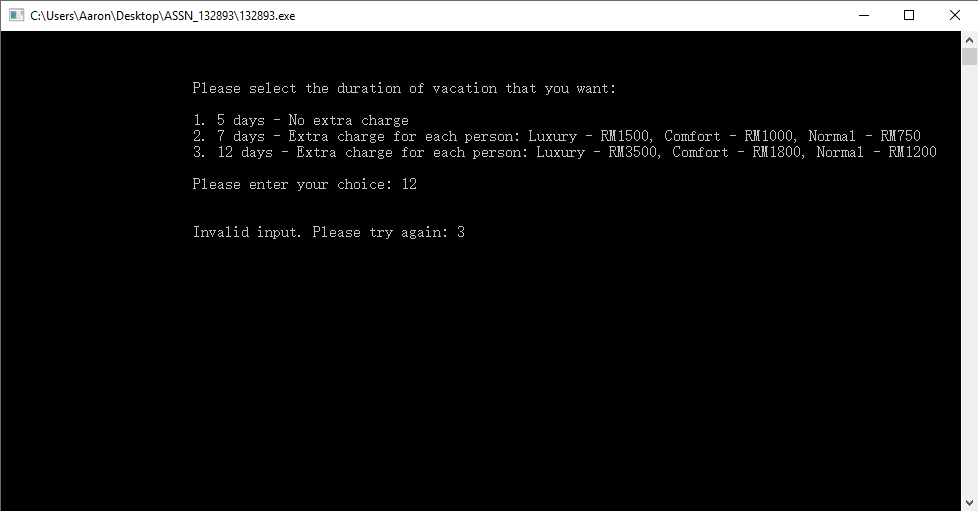 C:\Users\Aaron\Desktop\ASSN_132893\132893.exe
Please select the duration of vacation that you want:
1. 5 days - No extra charge
2. 7 days - Extra charge for each person: Luxury - RM1500, Comfort - RM1000, Normal - RM750
3. 12 days - Extra charge for each person: Luxury - RM3500, Comfort - RM1800, Normal - RM1200
Please enter your choice: 12
Invalid input. Please try again: 3